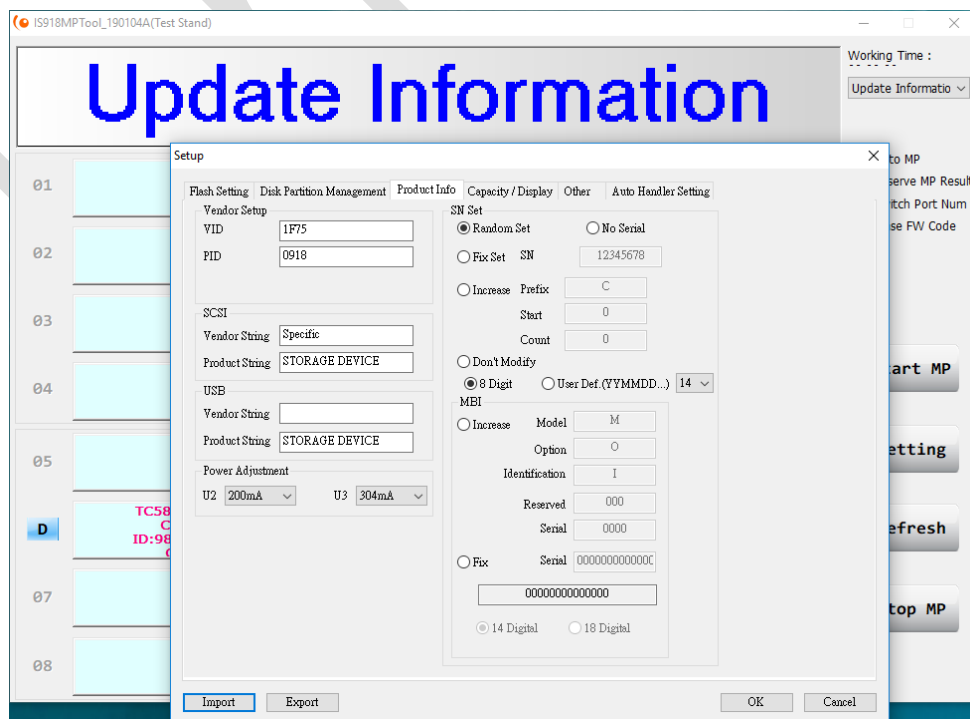 IS918MPTool_190104A(Test Stand)
Update Information
Working Time :
Update Informatio
to MP
serve MP Result
itch Port Num
se FW Code
art MP
etting
efresh
top MP
01
02
03
04
05
D
TC58
C
ID:98
07
08
Setup
Flash Setting Disk Partition Management Product Info Capacity / Display Other Auto Handler Setting
Vendor Setup
VID 1F75
PID 0918
SCSI
Vendor String Specific
Product String STORAGE DEVICE
USB
Vendor String
Product String STORAGE DEVICE
Power Adjustment
U2 200mA U3 304mA
SN Set
Random Set No Serial
Fix Set SN 12345678
Increase Prefix C
Start 0
Count 0
Don't Modify
8 Digit User Def.(YYMMDD...) 14
MBI
Increase Model M
Option O
Identification I
Reserved 000
Serial 0000
Fix Serial 000000000000C
00000000000000
14 Digital 18 Digital
Import Export OK Cancel